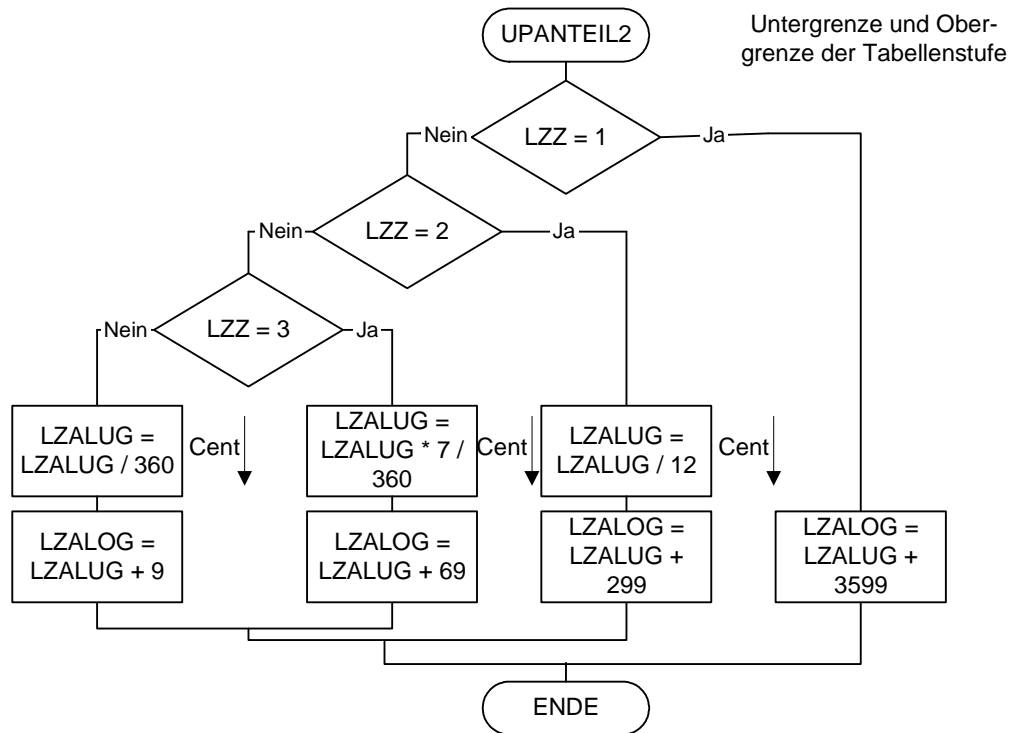 UPANTEIL2
Untergrenze und Ober-
grenze der Tabellenstufe
Nein
LZZ = 1
Ja
Nein
LZZ = 2
Ja
Nein
LZZ = 3
Ja
LZALUG =
LZALUG / 360
Cent
LZALUG =
LZALUG * 7 /
360
Cent
LZALUG =
LZALUG / 12
Cent
LZALOG =
LZALUG + 9
LZALOG =
LZALUG + 69
LZALOG =
LZALUG +
299
LZALOG =
LZALUG +
3599
ENDE